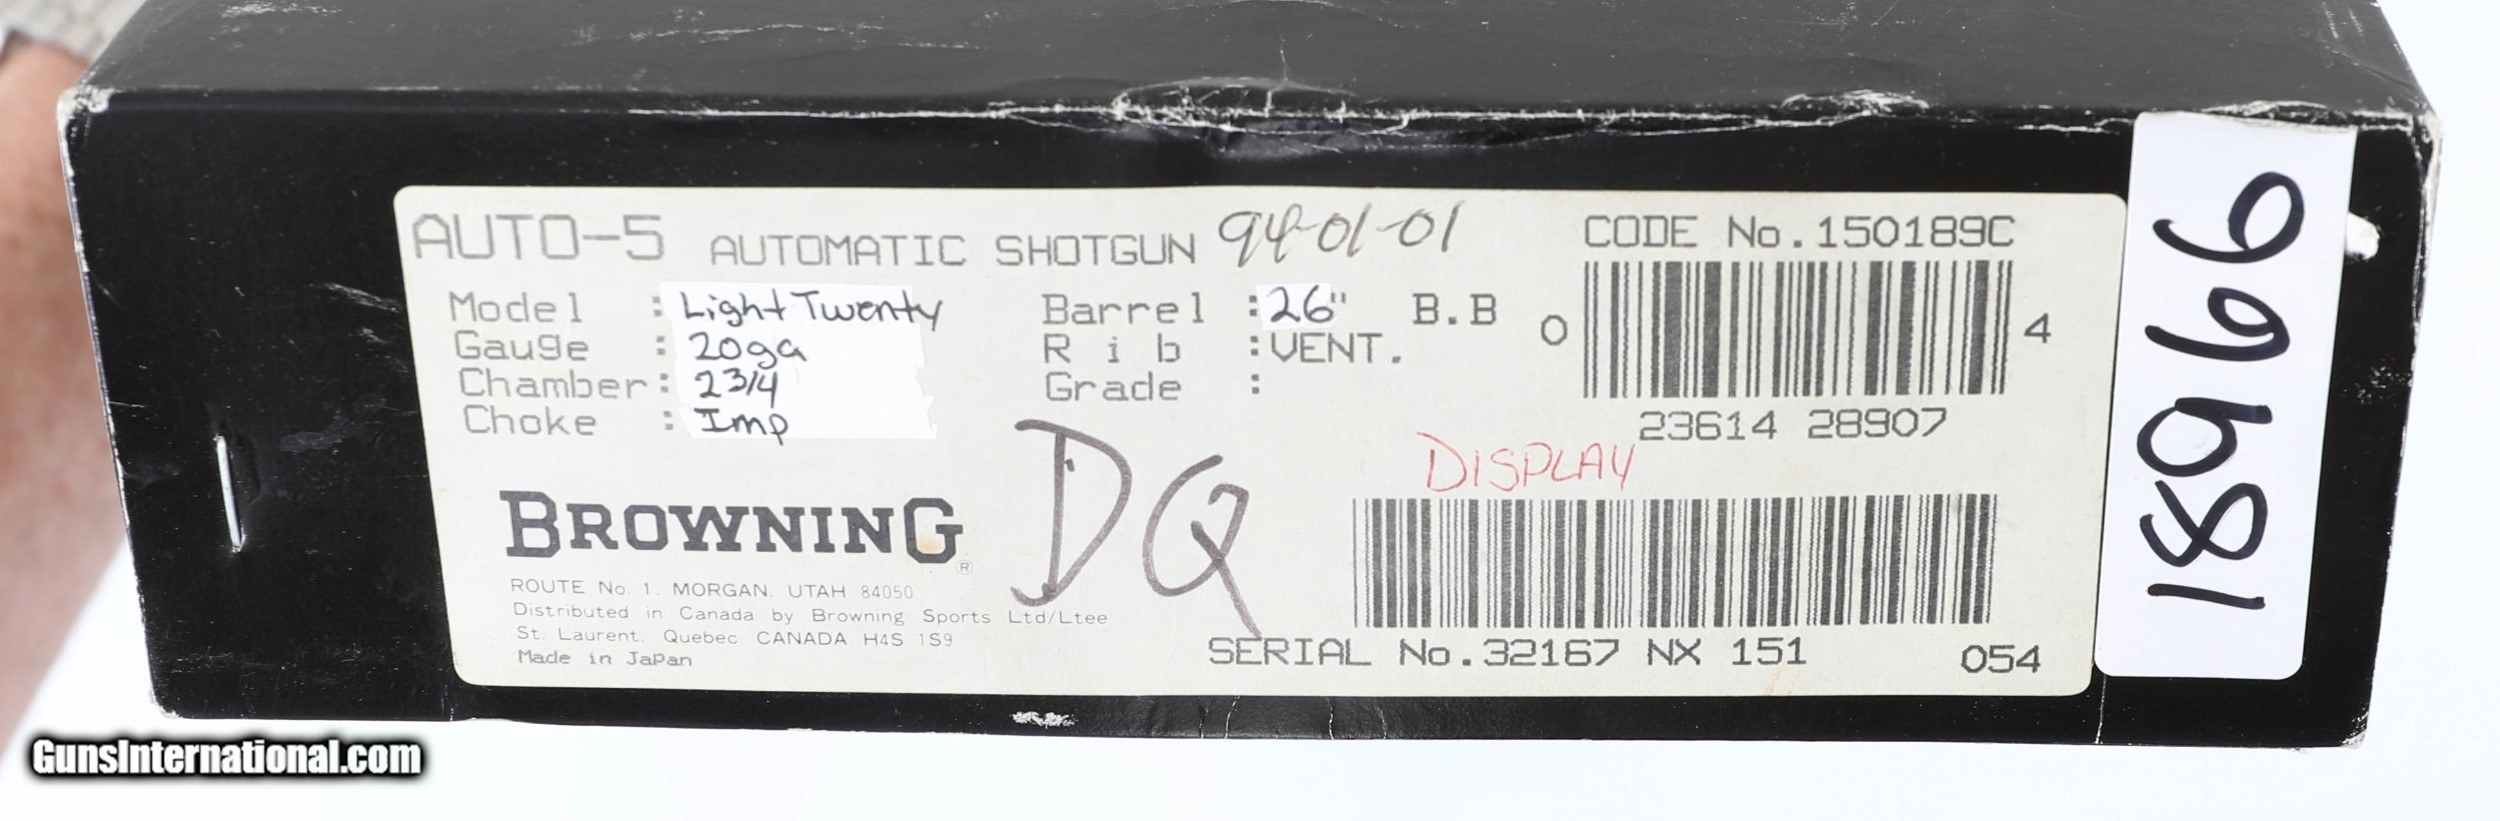 AUTO-5 AUTOMATIC SHOTGUN 94-01-01
Model : Light Twenty
Gauge : 20ga
Chamber: 2 3/4
Choke : Imp
Barrel :26" B.B
Rib :VENT.
Grade :
CODE No.150189C
0 4
23614 28907
DISPLAY
DQ
BROWNING®
ROUTE No. 1, MORGAN, UTAH 84050
Distributed in Canada by Browning Sports Ltd/Ltee
St. Laurent. Quebec CANADA H4S 1S9
Made in Japan
SERIAL No.32167 NX 151
054
18966
GunsInternational.com